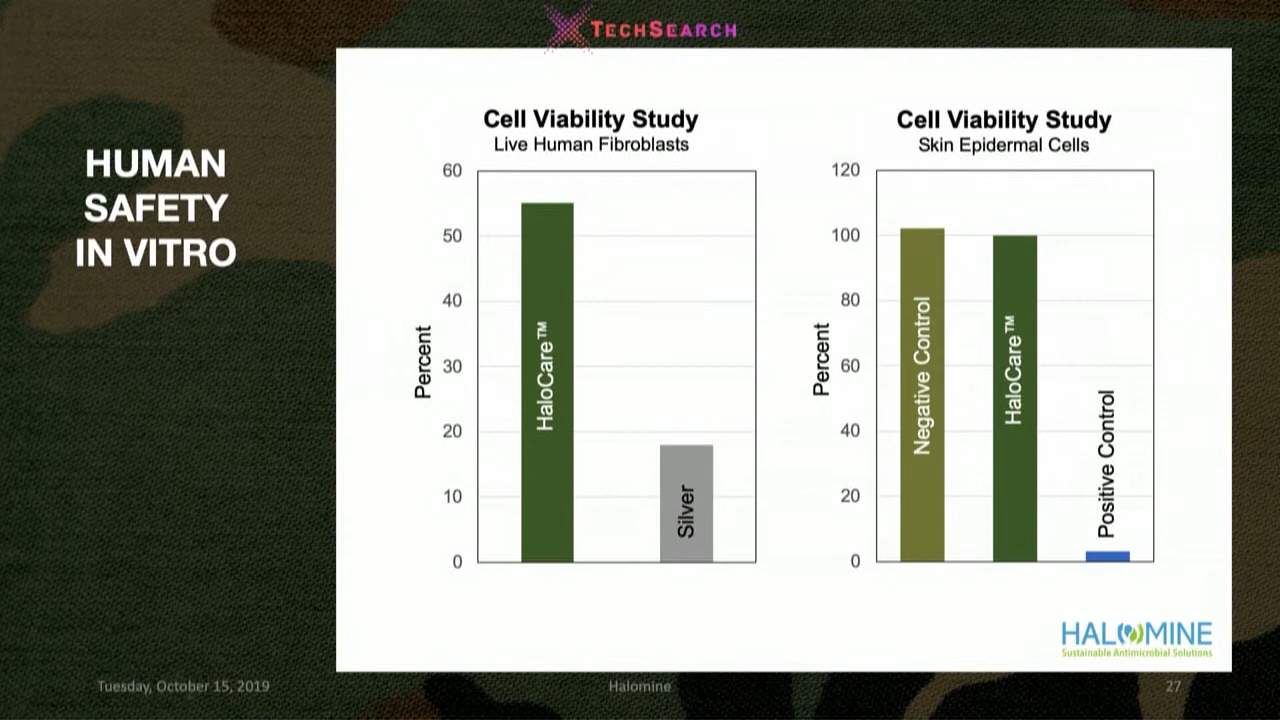 TECHSEARCH
HUMAN
SAFETY
IN VITRO
Cell Viability Study
Live Human Fibroblasts
60
50
40
30
20
10
0
Percent
HaloCare™
Silver
Cell Viability Study
Skin Epidermal Cells
120
100
80
60
40
20
0
Percent
Negative Control
HaloCare™
Positive Control
HALOMINE
Sustainable Antimicrobial Solutions
Tuesday, October 15, 2019
Halomine
27